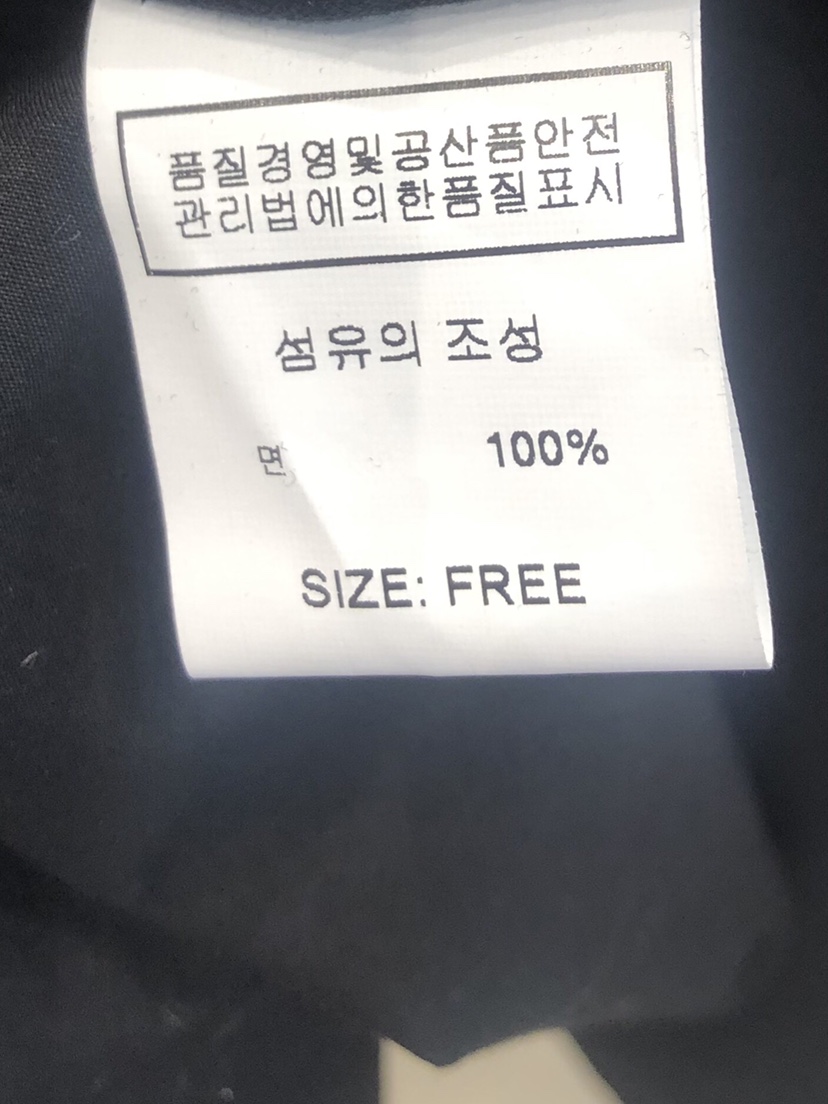 품질경영및공산품안전
관리법에의한품질표시
섬유의 조성
면 100%
SIZE: FREE